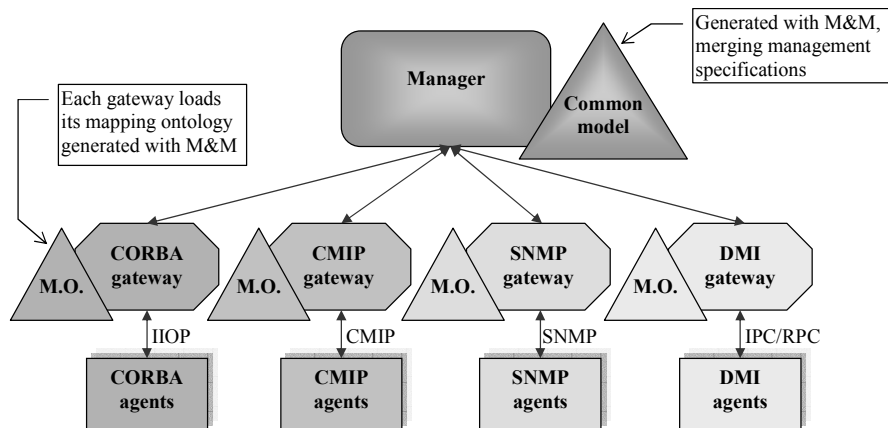 Generated with M&M,
merging management
specifications
Manager
Common
model
Each gateway loads
its mapping ontology
generated with M&M
CORBA
gateway
M.O.
CMIP
gateway
M.O.
SNMP
gateway
M.O.
DMI
gateway
M.O.
IIOP
CMIP
SNMP
IPC/RPC
CORBA
agents
CMIP
agents
SNMP
agents
DMI
agents